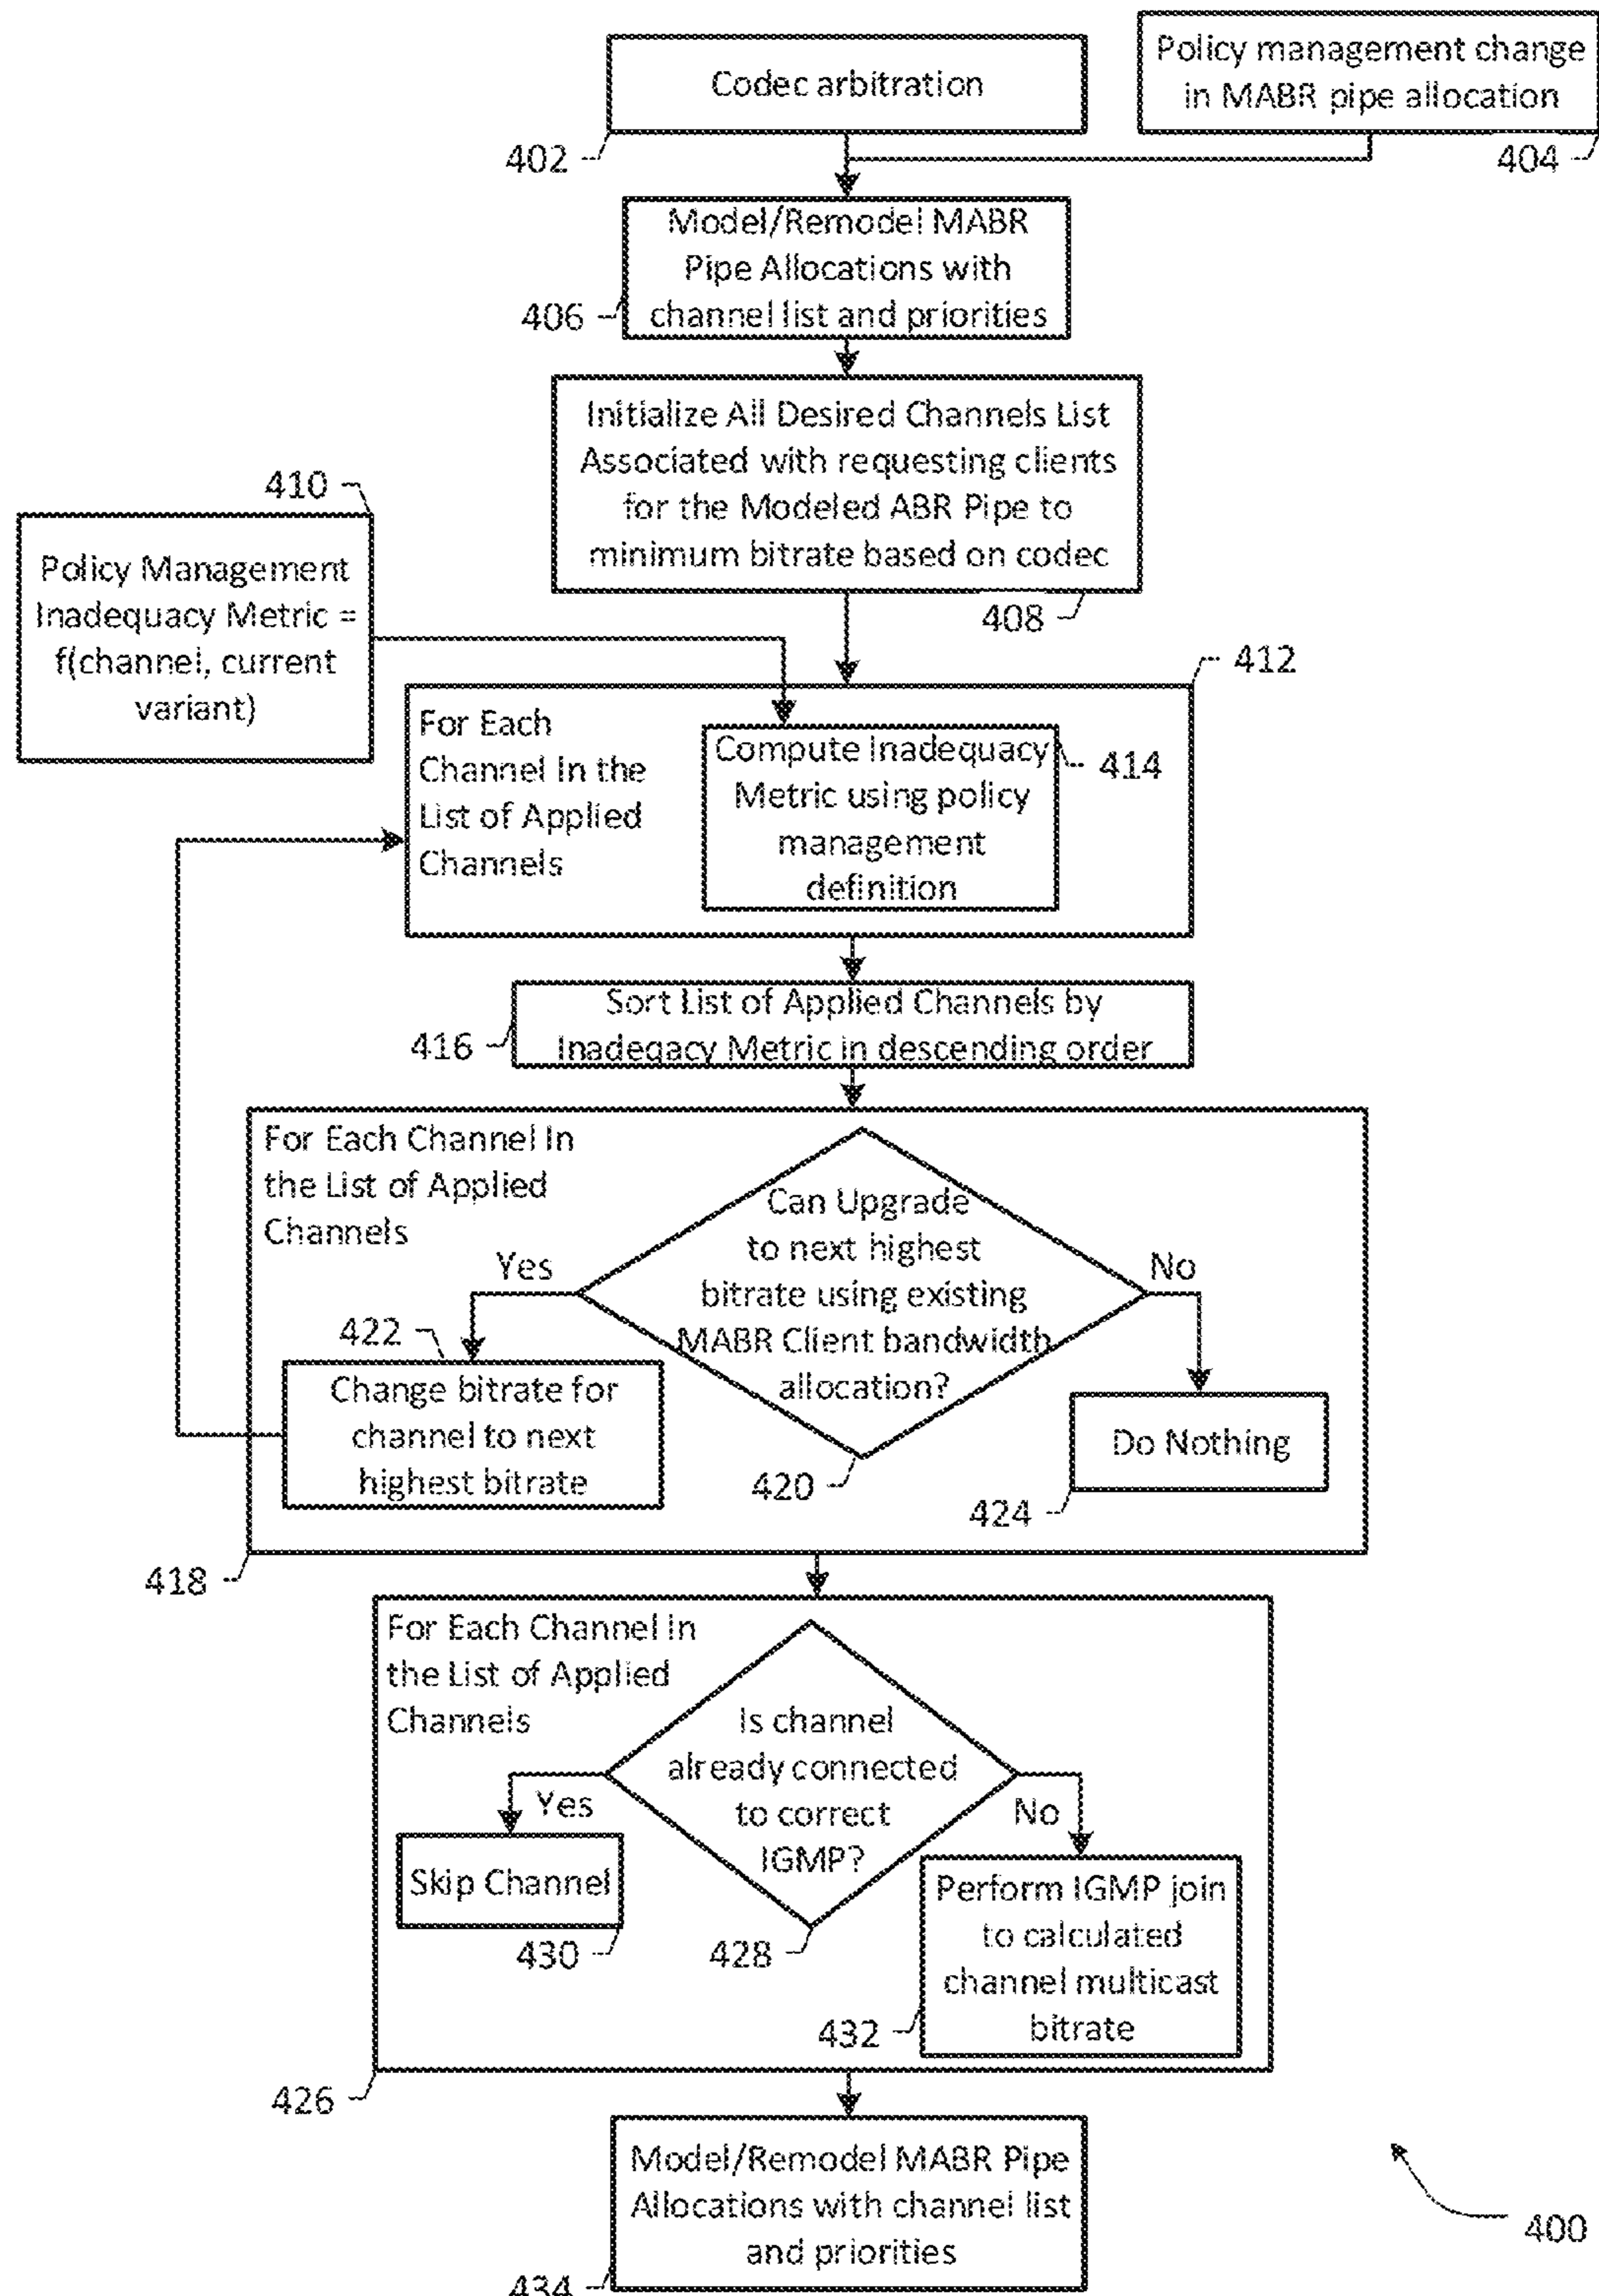 Codec arbitration
402
Policy management change
in MABR pipe allocation
404
Model/Remodel MABR
Pipe Allocations with
channel list and priorities
406
Initialize All Desired Channels List
Associated with requesting clients
for the Modeled ABR Pipe to
minimum bitrate based on codec
408
410
Policy Management
Inadequacy Metric =
f(channel, current
variant)
412
For Each
Channel In the
List of Applied
Channels
Compute Inadequacy
Metric using policy
management
definition
414
Sort List of Applied Channels by
Inadeqacy Metric in descending order
416
For Each Channel In
the List of Applied
Channels
Can Upgrade
to next highest
bitrate using existing
MABR Client bandwidth
allocation?
Yes
No
422
Change bitrate for
channel to next
highest bitrate
420
Do Nothing
424
418
For Each Channel In
the List of Applied
Channels
Is channel
already connected
to correct
IGMP?
Yes
No
Skip Channel
430
428
Perform IGMP join
to calculated
channel multicast
bitrate
432
426
Model/Remodel MABR Pipe
Allocations with channel list
and priorities
434
400